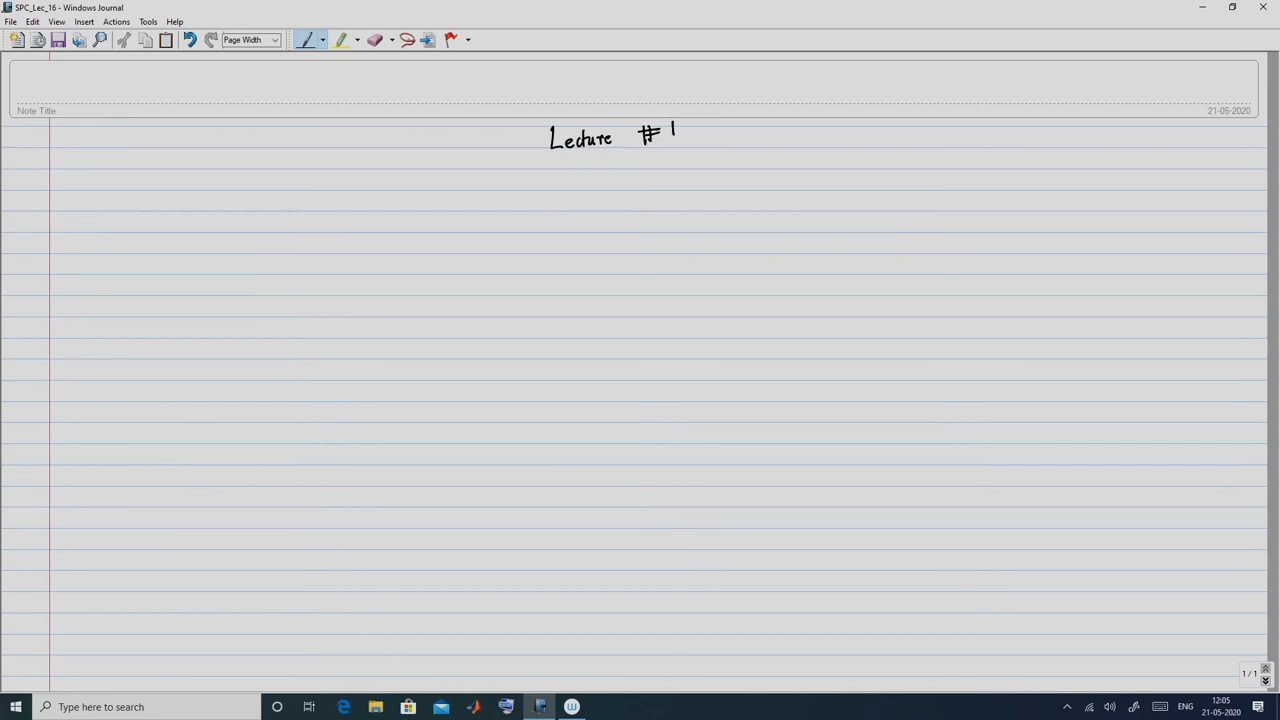 SPC_Lec_16 - Windows Journal
File Edit View Insert Actions Tools Help
Page Width
Note Title
21-05-2020
Lecture # 1
1 / 1
Type here to search
ENG
12:05
21-05-2020